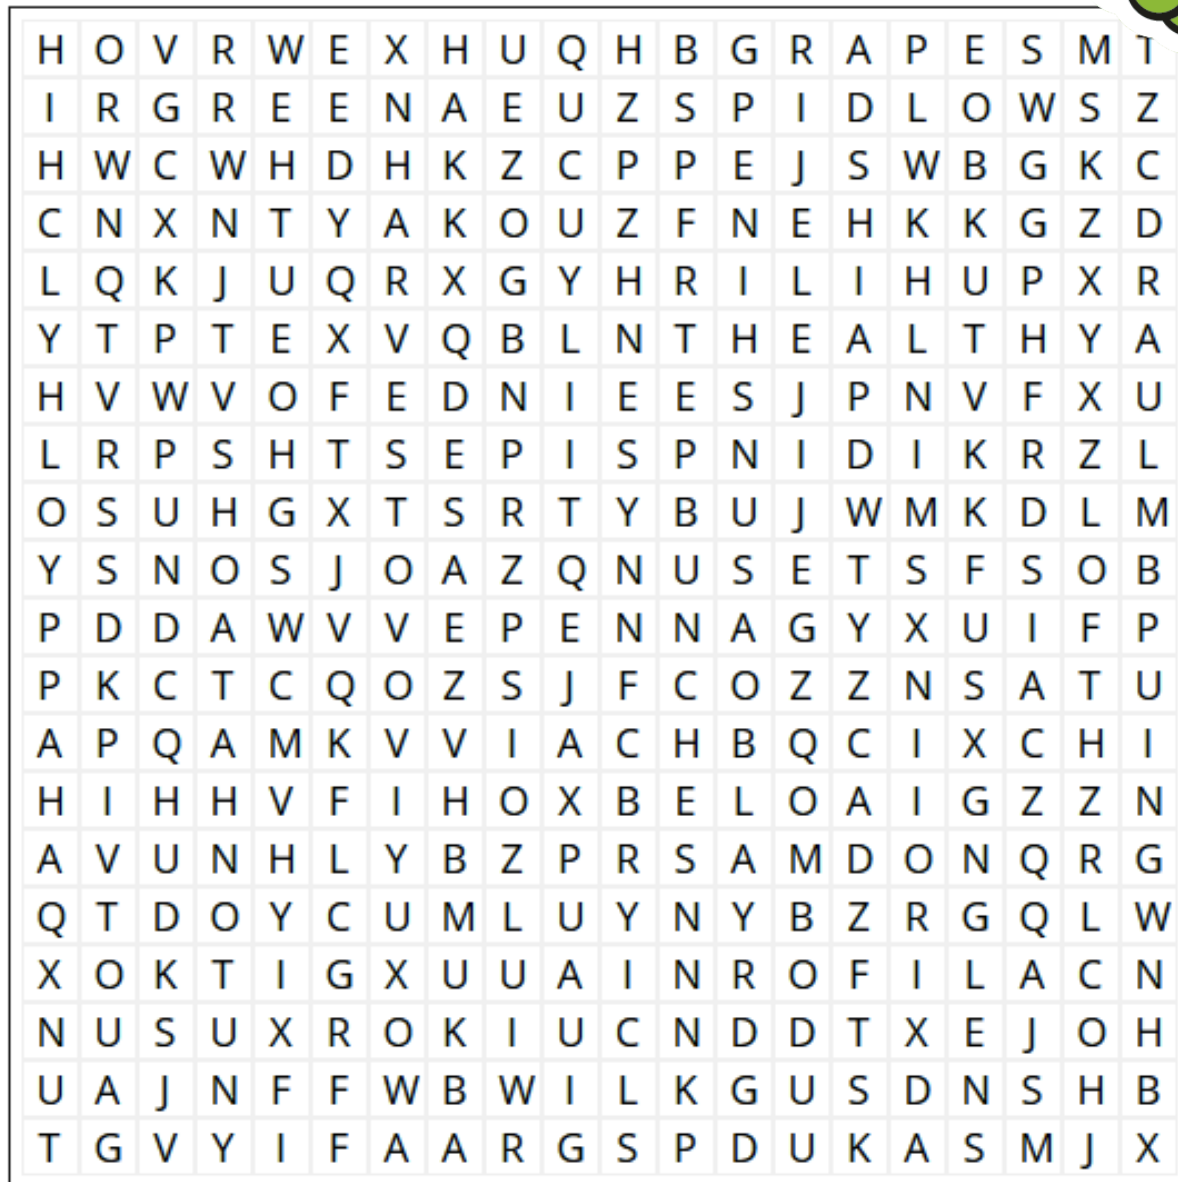 H O V R W E X H U Q H B G R A P E S M T
I R G R E E N A E U Z S P I D L O W S Z
H W C W H D H K Z C P P E J S W B G K C
C N X N T Y A K O U Z F N E H K K G Z D
L Q K J U Q R X G Y H R I L I H U P X R
Y T P T E X V Q B L N T H E A L T H Y A
H V W V O F E D N I E E S J P N V F X U
L R P S H T S E P I S P N I D I K R Z L
O S U H G X T S R T Y B U J W M K D L M
Y S N O S J O A Z Q N U S E T S F S O B
P D D A W V V E P E N N A G Y X U I F P
P K C T C Q O Z S J F C O Z Z N S A T U
A P Q A M K V V I A C H B Q C I X C H I
H I H H V F I H O X B E L O A I G Z Z N
A V U N H L Y B Z P R S A M D O N Q R G
Q T D O Y C U M L U Y N Y B Z R G Q L W
X O K T I G X U U A I N R O F I L A C N
N U S U X R O K I U C N D D T X E J O H
U A J N F F W B W I L K G U S D N S H B
T G V Y I F A A R G S P D U K A S M J X